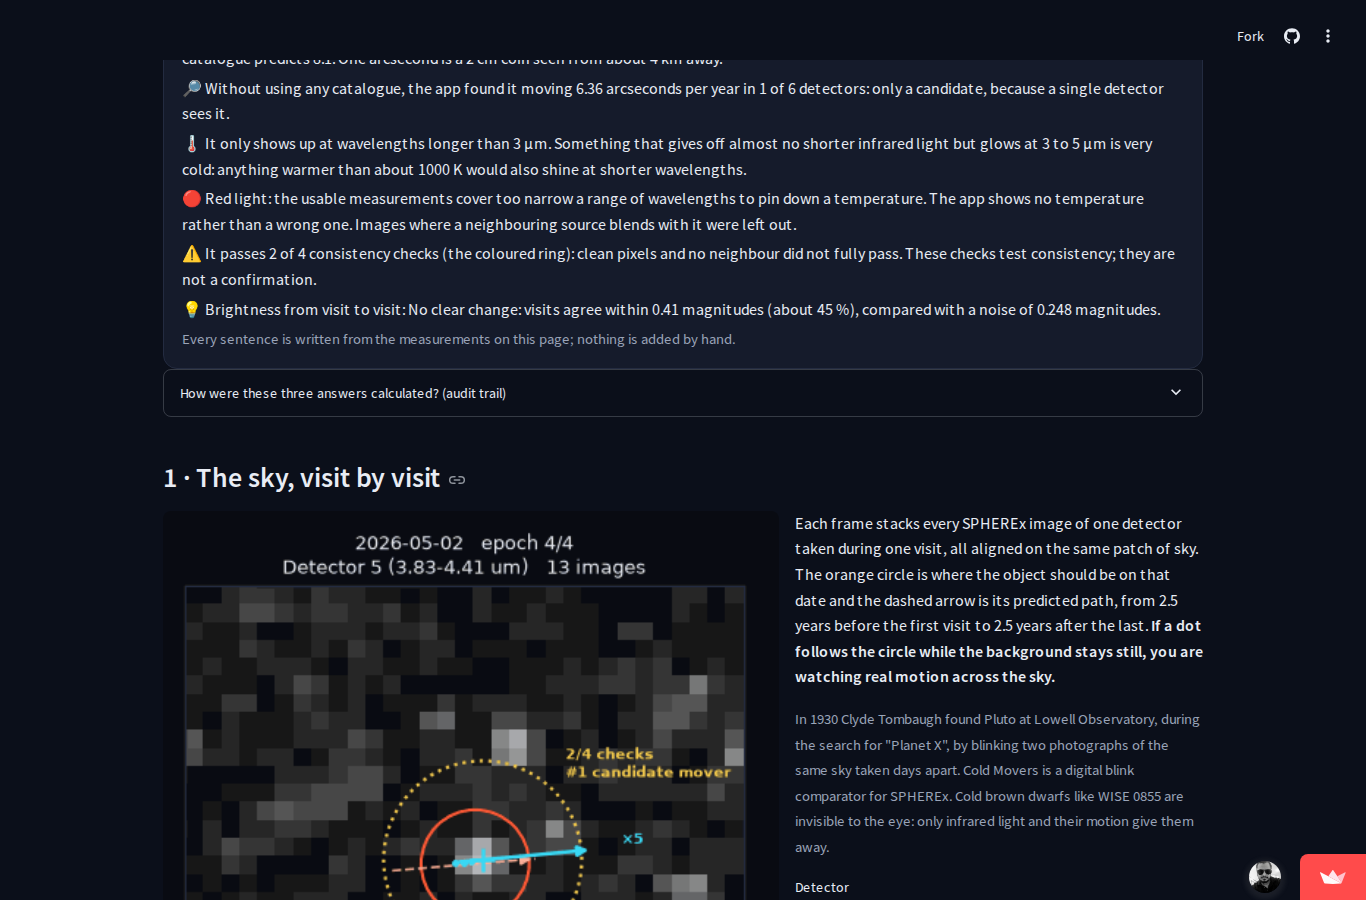 Fork
catalogue predicts 8.1. One arcsecond is a 2 cm coin seen from about 4 km away.
🔎 Without using any catalogue, the app found it moving 6.36 arcseconds per year in 1 of 6 detectors: only a candidate, because a single detector
sees it.
🌡️ It only shows up at wavelengths longer than 3 µm. Something that gives off almost no shorter infrared light but glows at 3 to 5 µm is very
cold: anything warmer than about 1000 K would also shine at shorter wavelengths.
🔴 Red light: the usable measurements cover too narrow a range of wavelengths to pin down a temperature. The app shows no temperature
rather than a wrong one. Images where a neighbouring source blends with it were left out.
⚠️ It passes 2 of 4 consistency checks (the coloured ring): clean pixels and no neighbour did not fully pass. These checks test consistency; they are
not a confirmation.
💡 Brightness from visit to visit: No clear change: visits agree within 0.41 magnitudes (about 45 %), compared with a noise of 0.248 magnitudes.
Every sentence is written from the measurements on this page; nothing is added by hand.
How were these three answers calculated? (audit trail)
1 · The sky, visit by visit
2026-05-02 epoch 4/4
Detector 5 (3.83-4.41 um) 13 images
2/4 checks
#1 candidate mover
×5
Each frame stacks every SPHEREx image of one detector
taken during one visit, all aligned on the same patch of sky.
The orange circle is where the object should be on that
date and the dashed arrow is its predicted path, from 2.5
years before the first visit to 2.5 years after the last. If a dot
follows the circle while the background stays still, you are
watching real motion across the sky.
In 1930 Clyde Tombaugh found Pluto at Lowell Observatory, during
the search for "Planet X", by blinking two photographs of the
same sky taken days apart. Cold Movers is a digital blink
comparator for SPHEREx. Cold brown dwarfs like WISE 0855 are
invisible to the eye: only infrared light and their motion give them
away.
Detector